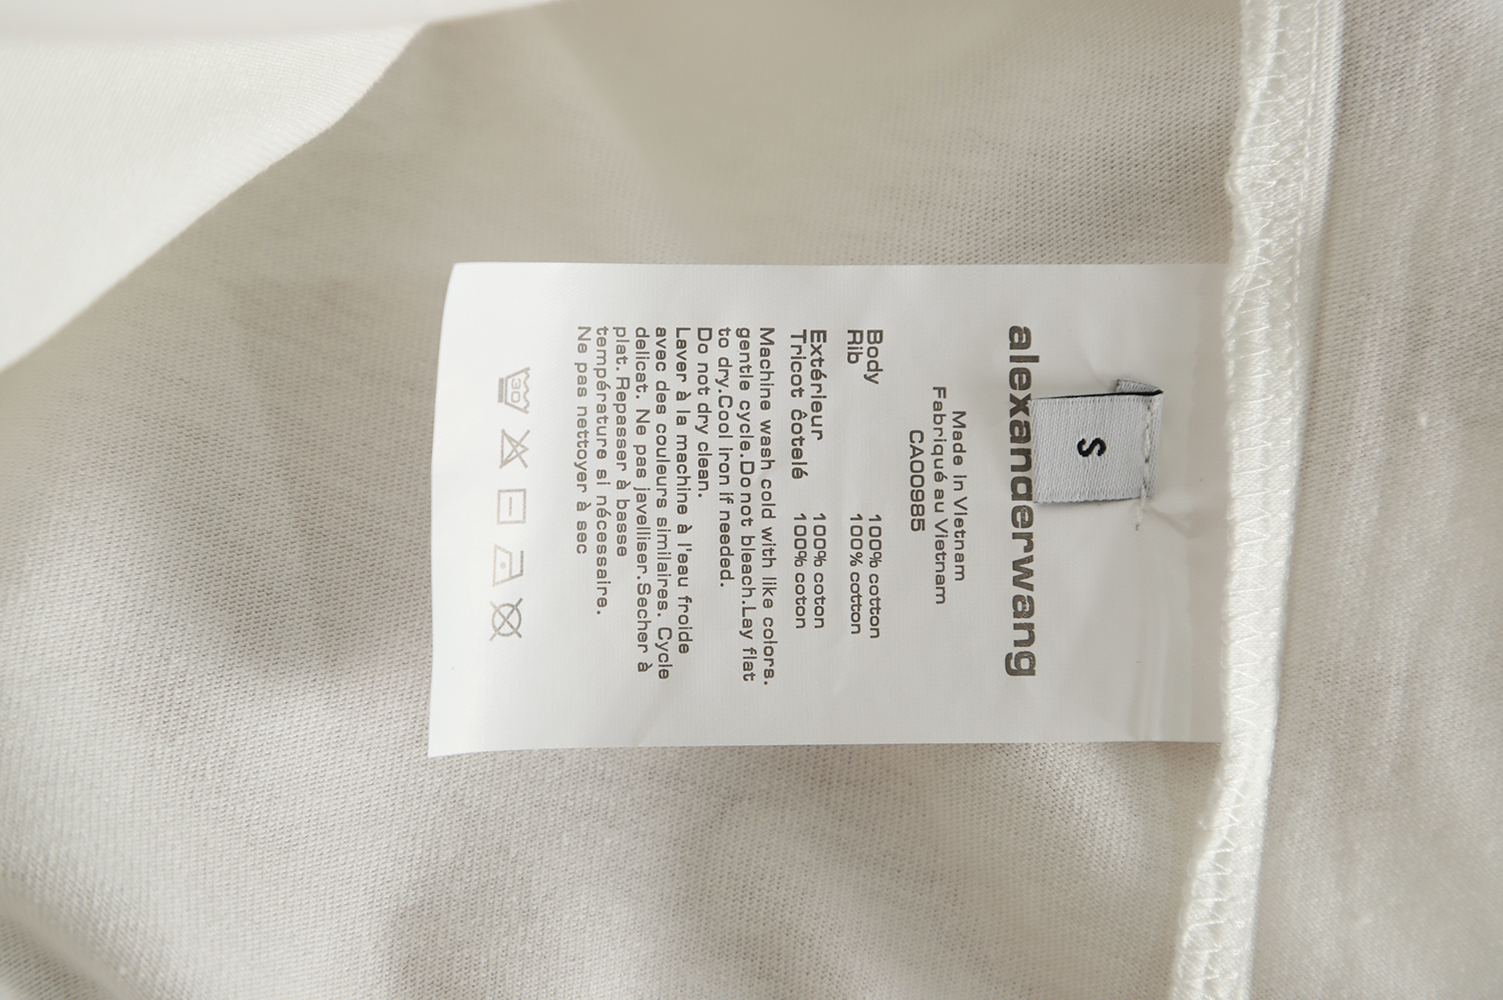 S
alexanderwang
Made in Vietnam
Fabriqué au Vietnam
CA00985
Body 100% cotton
Rib 100% cotton
Extérieur 100% coton
Tricot côtelé 100% coton
Machine wash cold with like colors.
gentle cycle.Do not bleach.Lay flat
to dry.Cool iron if needed.
Do not dry clean.
Laver à la machine à l'eau froide
avec des couleurs similaires. Cycle
delicat. Ne pas javelliser.Secher à
plat. Repasser à basse
température si nécessaire.
Ne pas nettoyer à sec
30